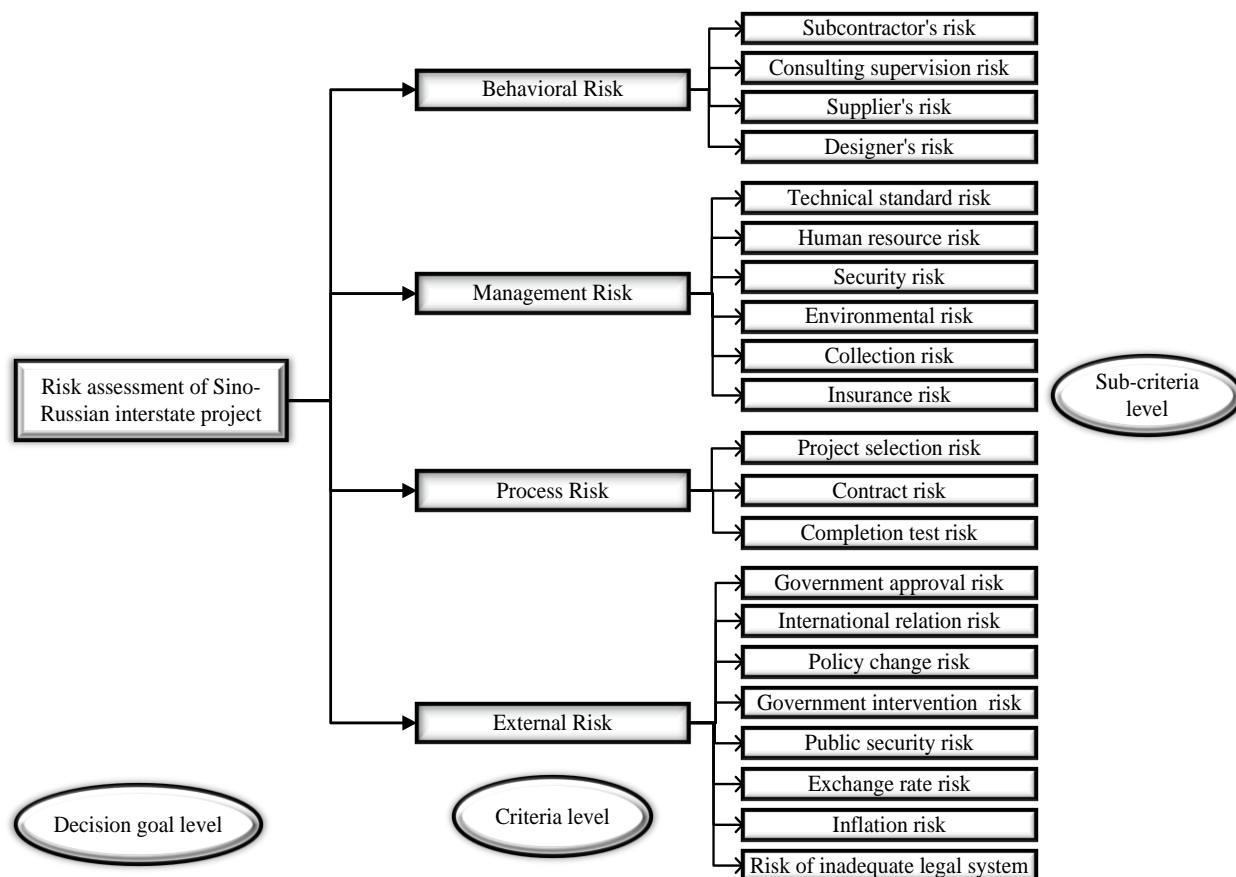 Risk assessment of Sino-
Russian interstate project
Behavioral Risk
Management Risk
Process Risk
External Risk
Subcontractor's risk
Consulting supervision risk
Supplier's risk
Designer's risk
Technical standard risk
Human resource risk
Security risk
Environmental risk
Collection risk
Insurance risk
Project selection risk
Contract risk
Completion test risk
Government approval risk
International relation risk
Policy change risk
Government intervention risk
Public security risk
Exchange rate risk
Inflation risk
Risk of inadequate legal system
Sub-criteria
level
Decision goal level
Criteria level